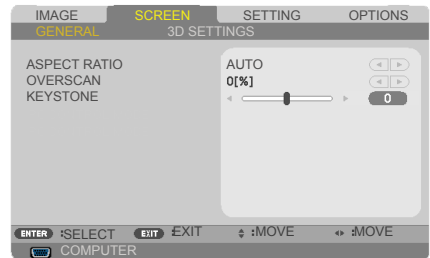 IMAGE SCREEN SETTING OPTIONS
GENERAL 3D SETTINGS
ASPECT RATIO AUTO
OVERSCAN 0[%]
KEYSTONE 0
ENTER :SELECT EXIT :EXIT :MOVE :MOVE
COMPUTER